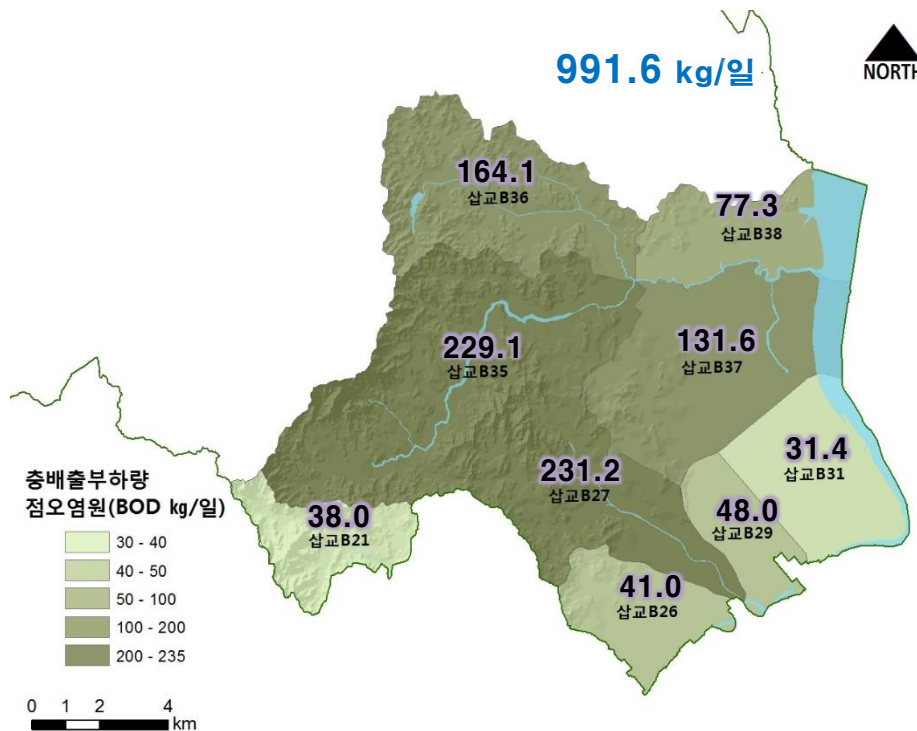 991.6 kg/일
NORTH
164.1
삽교B36
77.3
삽교B38
229.1
삽교B35
131.6
삽교B37
31.4
삽교B31
231.2
삽교B27
48.0
삽교B29
38.0
삽교B21
41.0
삽교B26
총배출부하량
점오염원(BOD kg/일)
30 - 40
40 - 50
50 - 100
100 - 200
200 - 235
0 1 2 4
km